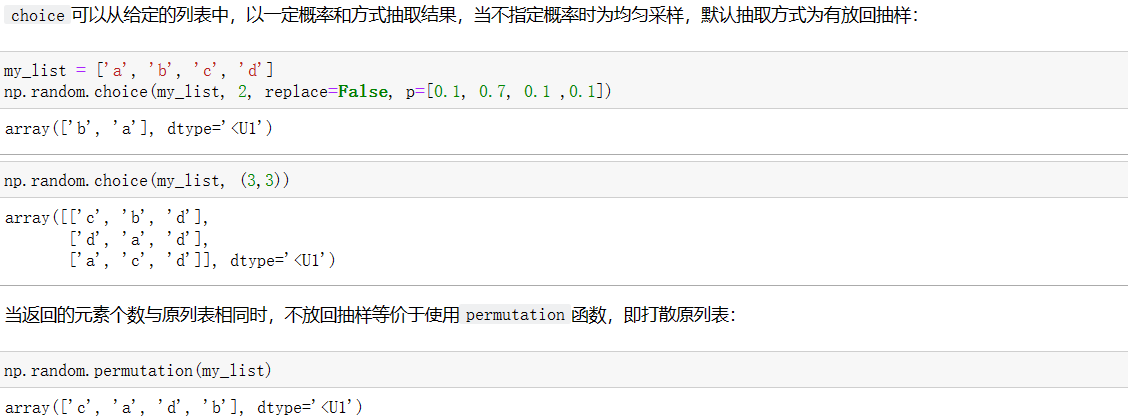 choice 可以从给定的列表中，以一定概率和方式抽取结果，当不指定概率时为均匀采样，默认抽取方式为有放回抽样：
my_list = ['a', 'b', 'c', 'd']
np.random.choice(my_list, 2, replace=False, p=[0.1, 0.7, 0.1 ,0.1])
array(['b', 'a'], dtype='<U1')
np.random.choice(my_list, (3,3))
array([['c', 'b', 'd'],
       ['d', 'a', 'd'],
       ['a', 'c', 'd']], dtype='<U1')
当返回的元素个数与原列表相同时，不放回抽样等价于使用 permutation 函数，即打散原列表：
np.random.permutation(my_list)
array(['c', 'a', 'd', 'b'], dtype='<U1')